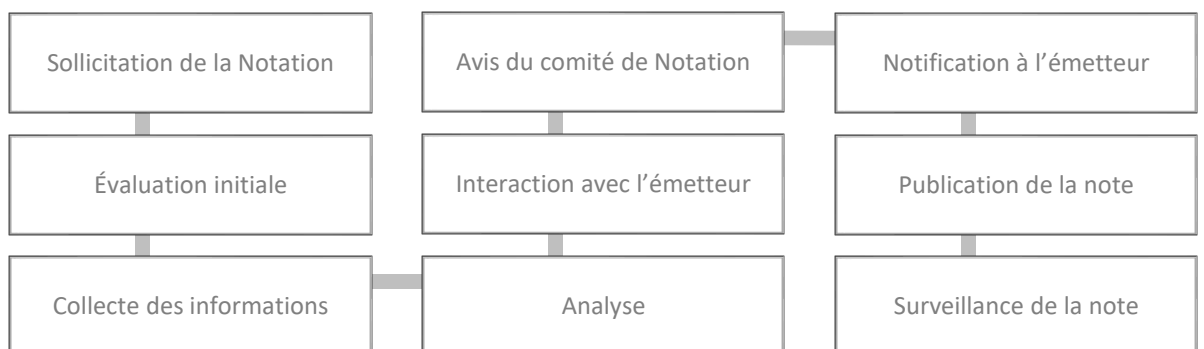 Sollicitation de la Notation
Évaluation initiale
Collecte des informations
Analyse
Interaction avec l’émetteur
Avis du comité de Notation
Notification à l’émetteur
Publication de la note
Surveillance de la note